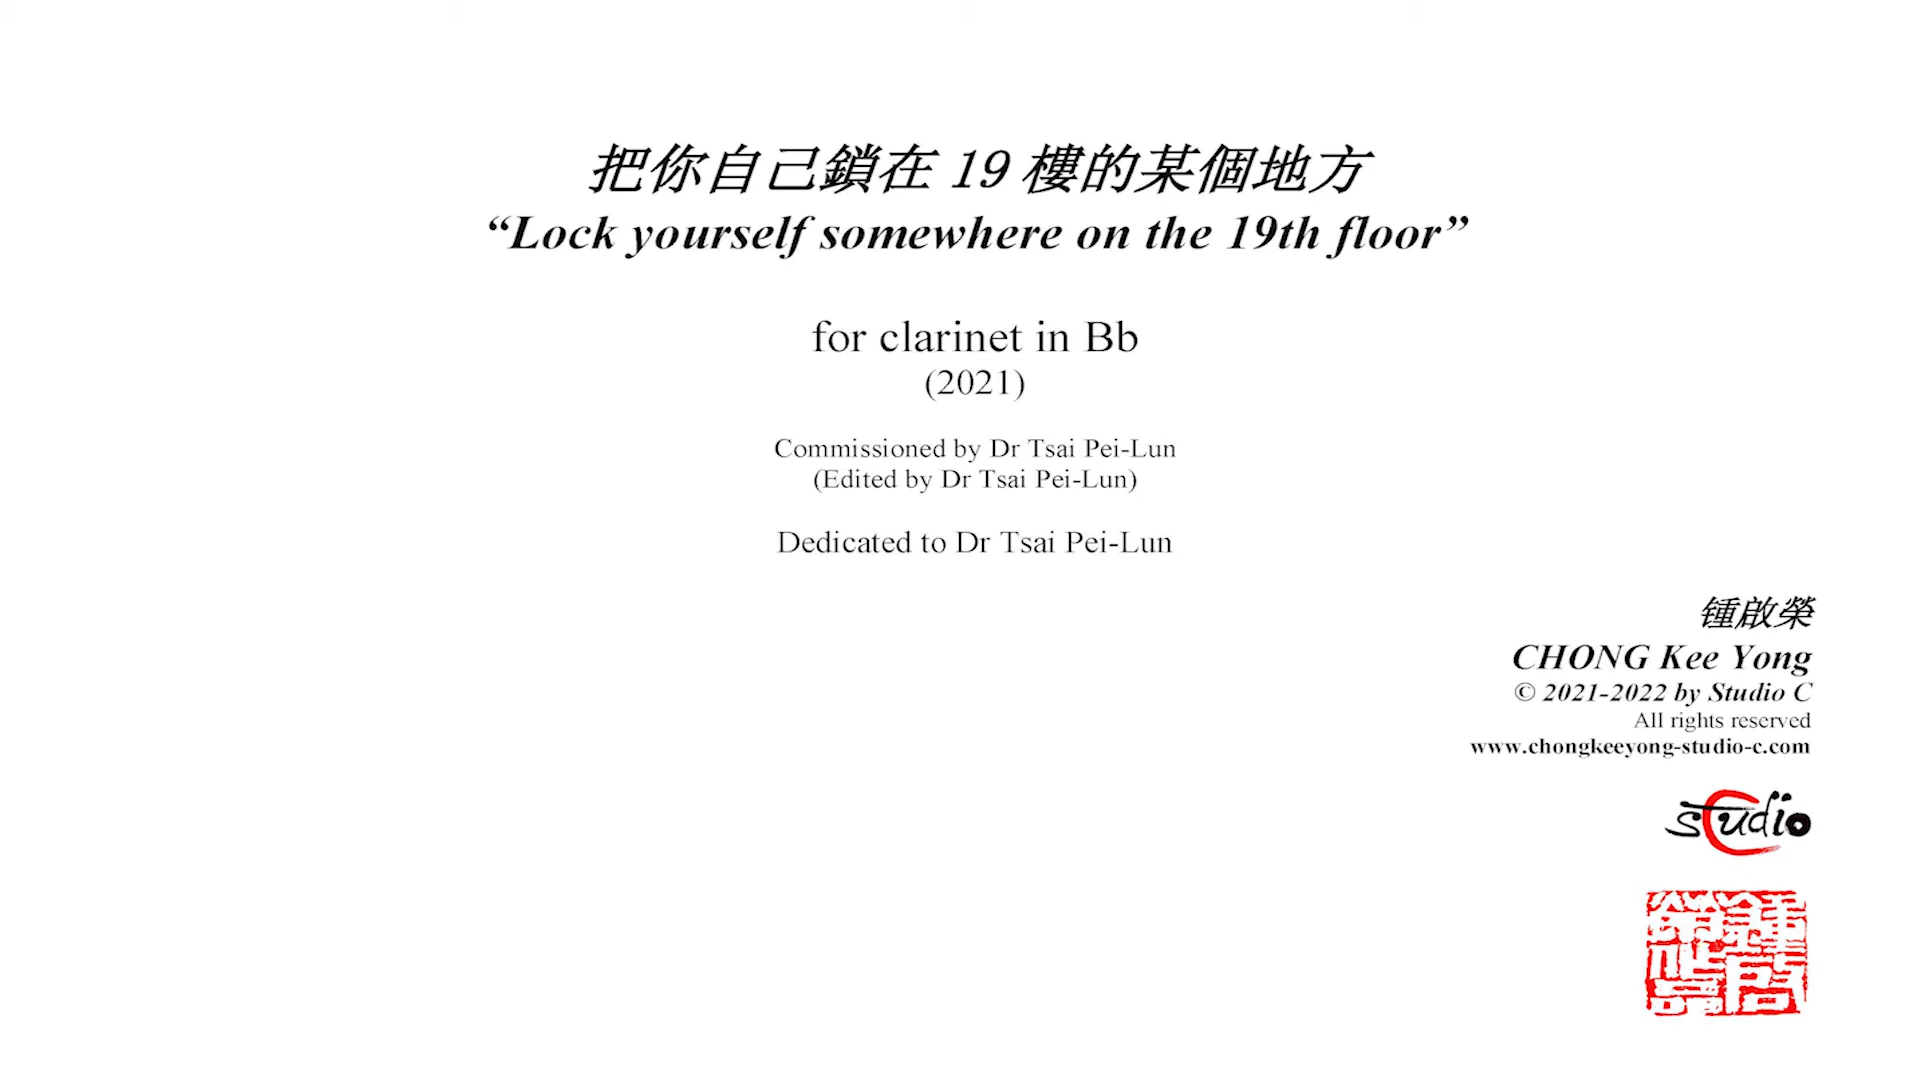 把你自己鎖在 19 樓的某個地方
“Lock yourself somewhere on the 19th floor”
for clarinet in Bb
(2021)
Commissioned by Dr Tsai Pei-Lun
(Edited by Dr Tsai Pei-Lun)
Dedicated to Dr Tsai Pei-Lun
锺啟榮
CHONG Kee Yong
© 2021-2022 by Studio C
All rights reserved
www.chongkeeyong-studio-c.com
studio